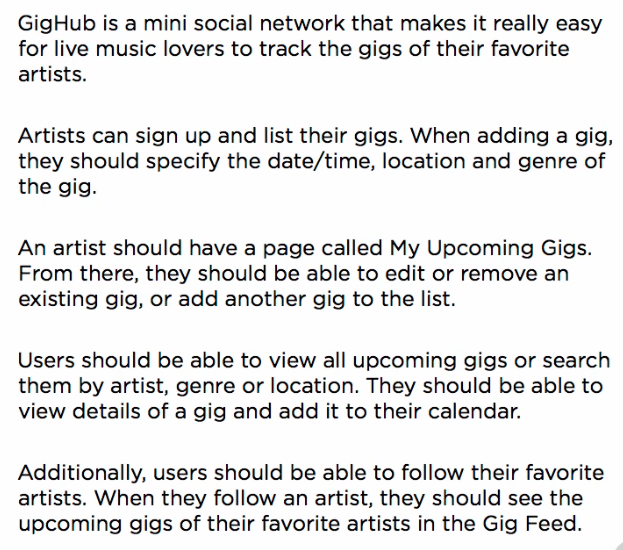 GigHub is a mini social network that makes it really easy
for live music lovers to track the gigs of their favorite
artists.
Artists can sign up and list their gigs. When adding a gig,
they should specify the date/time, location and genre of
the gig.
An artist should have a page called My Upcoming Gigs.
From there, they should be able to edit or remove an
existing gig, or add another gig to the list.
Users should be able to view all upcoming gigs or search
them by artist, genre or location. They should be able to
view details of a gig and add it to their calendar.
Additionally, users should be able to follow their favorite
artists. When they follow an artist, they should see the
upcoming gigs of their favorite artists in the Gig Feed.